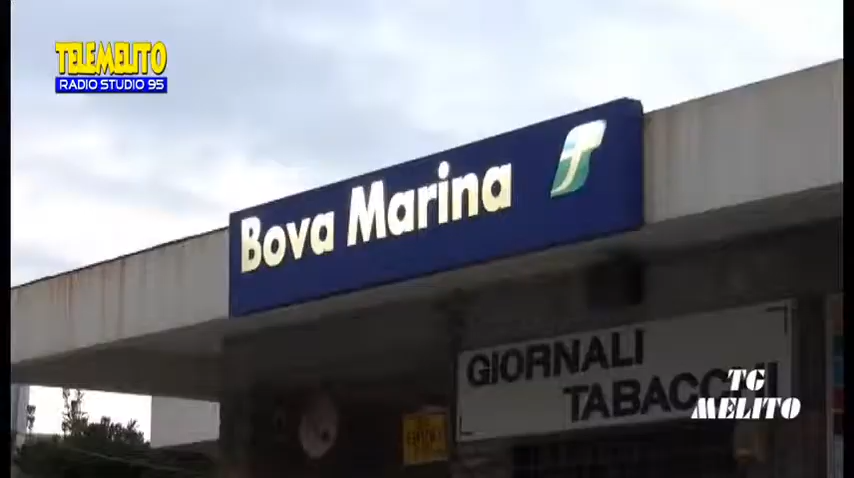 TELEMELITO
RADIO STUDIO 95
Bova Marina
GIORNALI
TABACCHI
TG
MELITO